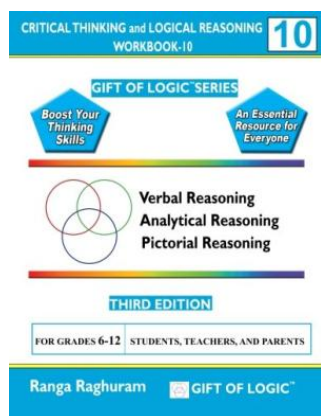 CRITICAL THINKING and LOGICAL REASONING
WORKBOOK-10
10
GIFT OF LOGIC™SERIES
Boost Your
Thinking
Skills
An Essential
Resource for
Everyone
Verbal Reasoning
Analytical Reasoning
Pictorial Reasoning
THIRD EDITION
FOR GRADES 6-12 STUDENTS, TEACHERS, AND PARENTS
Ranga Raghuram
GIFT OF LOGIC™